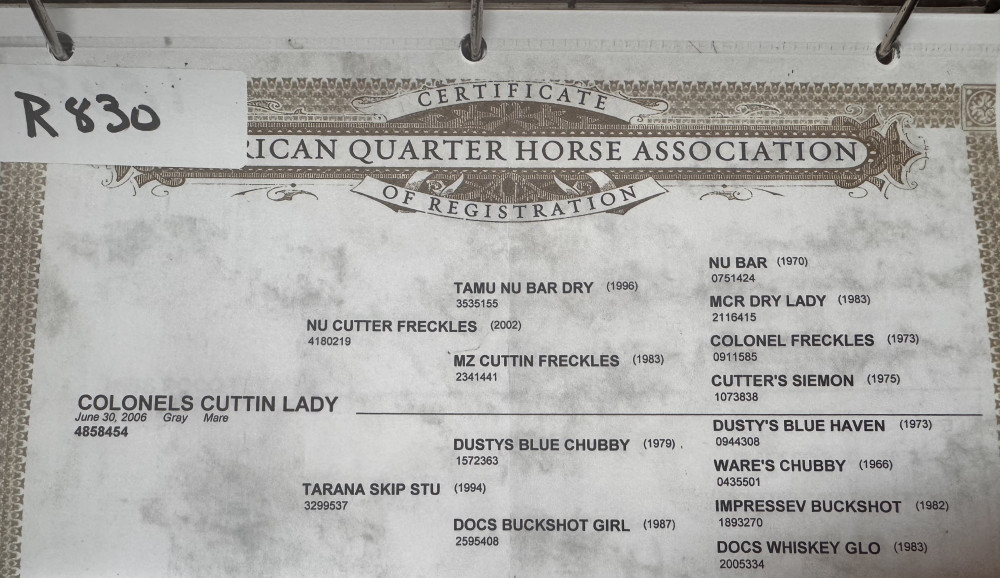 R830
CERTIFICATE
RICAN QUARTER HORSE ASSOCIATION
OF REGISTRATION
NU BAR (1970)
0751424
TAMU NU BAR DRY (1996)
3535155
MCR DRY LADY (1983)
2116415
NU CUTTER FRECKLES (2002)
4180219
COLONEL FRECKLES (1973)
0911585
MZ CUTTIN FRECKLES (1983)
2341441
CUTTER'S SIEMON (1975)
1073838
COLONELS CUTTIN LADY
June 30, 2006 Gray Mare
4858454
DUSTY'S BLUE HAVEN (1973)
0944308
DUSTYS BLUE CHUBBY (1979)
1572363
WARE'S CHUBBY (1966)
0435501
TARANA SKIP STU (1994)
3299537
IMPRESSEV BUCKSHOT (1982)
1893270
DOCS BUCKSHOT GIRL (1987)
2595408
DOCS WHISKEY GLO (1983)
2005334